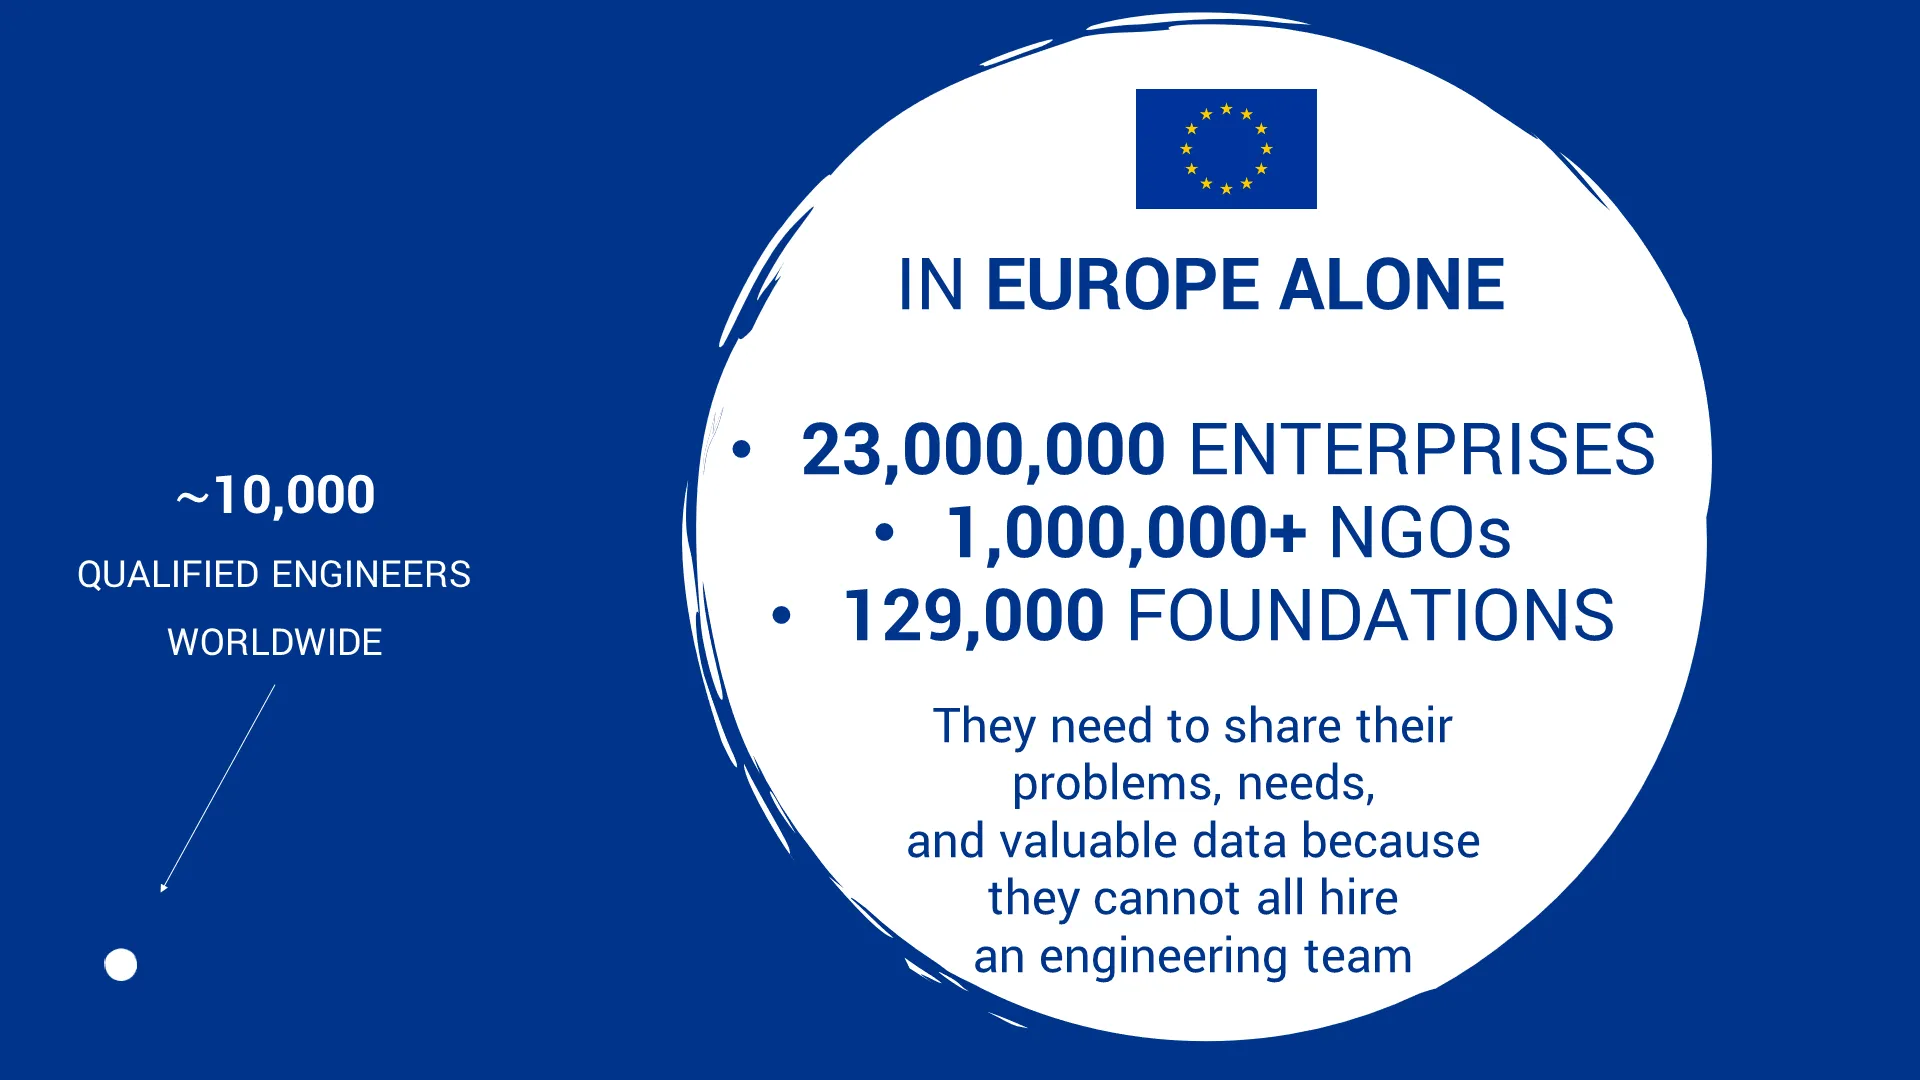 ~10,000
QUALIFIED ENGINEERS
WORLDWIDE
IN EUROPE ALONE
• 23,000,000 ENTERPRISES
• 1,000,000+ NGOs
• 129,000 FOUNDATIONS
They need to share their
problems, needs,
and valuable data because
they cannot all hire
an engineering team